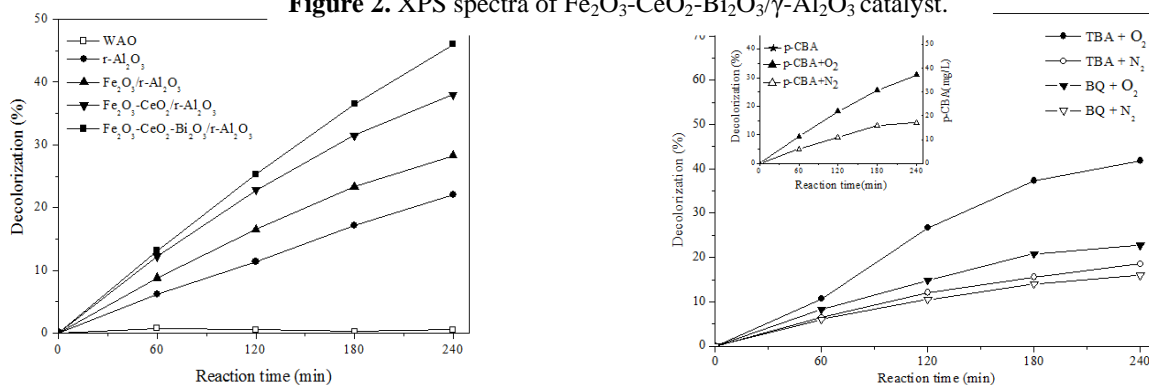 Figure 2. XPS spectra of Fe₂O₃-CeO₂-Bi₂O₃/γ-Al₂O₃ catalyst.
50
40
30
20
10
0
Decolorization (%)
WAO
r-Al₂O₃
Fe₂O₃/r-Al₂O₃
Fe₂O₃-CeO₂/r-Al₂O₃
Fe₂O₃-CeO₂-Bi₂O₃/r-Al₂O₃
0 60 120 180 240
Reaction time (min)
70
60
50
40
30
20
10
0
Decolorization (%)
TBA + O₂
TBA + N₂
BQ + O₂
BQ + N₂
40
30
20
10
0
Decolorization (%)
p-CBA
p-CBA+O₂
p-CBA+N₂
50
40
30
20
10
0
p-CBA(mg/L)
0 60 120 180 240
Reaction time(min)
0 60 120 180 240
Reaction time (min)